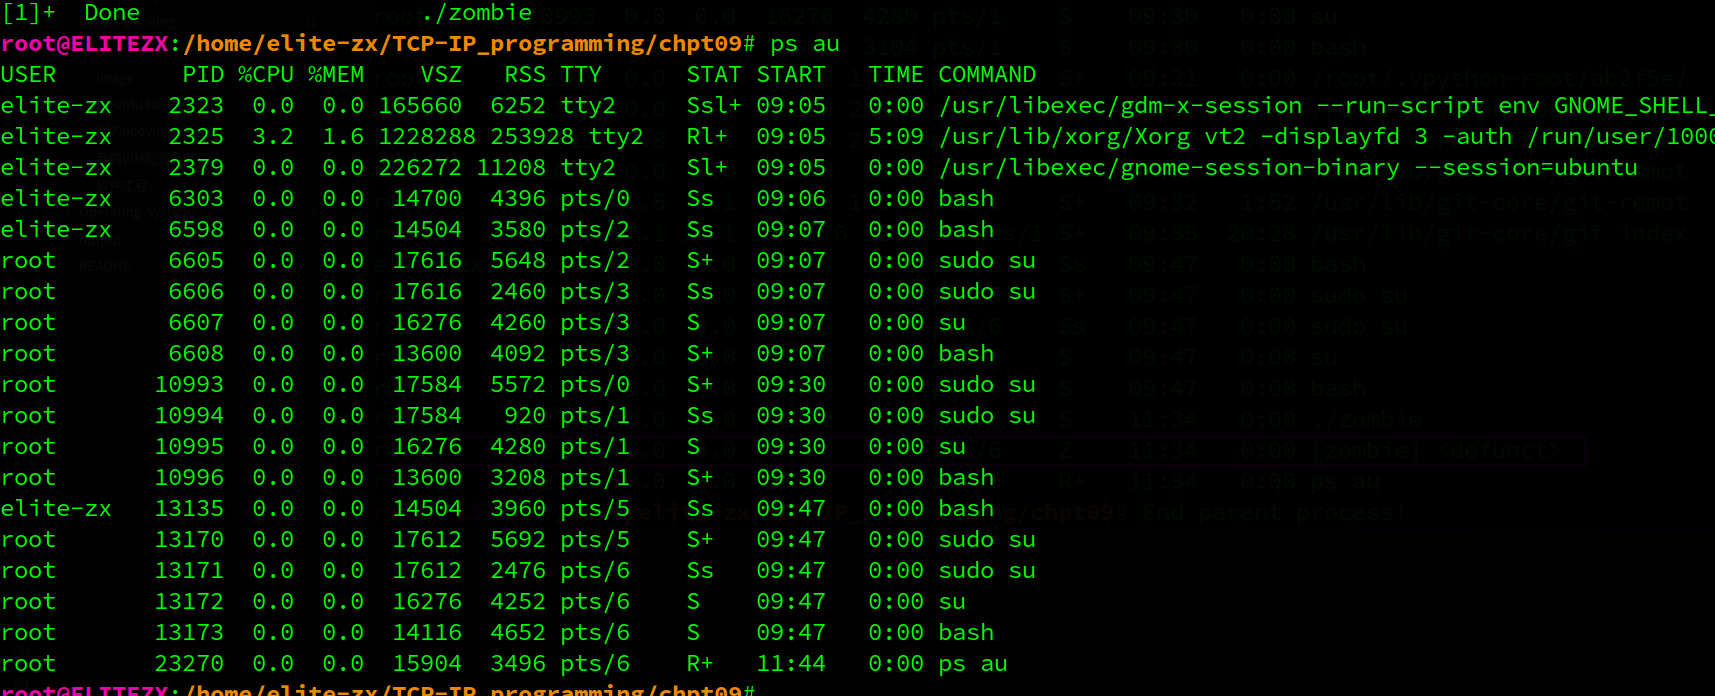 [1]+  Done                    ./zombie
root@ELITEZX:/home/elite-zx/TCP-IP_programming/chpt09# ps au
USER         PID %CPU %MEM    VSZ   RSS TTY      STAT START   TIME COMMAND
elite-zx    2323  0.0  0.0 165660  6252 tty2     Ssl+ 09:05   0:00 /usr/libexec/gdm-x-session --run-script env GNOME_SHELL_
elite-zx    2325  3.2  1.6 1228288 253928 tty2   Rl+  09:05   5:09 /usr/lib/xorg/Xorg vt2 -displayfd 3 -auth /run/user/1000
elite-zx    2379  0.0  0.0 226272 11208 tty2     Sl+  09:05   0:00 /usr/libexec/gnome-session-binary --session=ubuntu
elite-zx    6303  0.0  0.0  14700  4396 pts/0    Ss   09:06   0:00 bash
elite-zx    6598  0.0  0.0  14504  3580 pts/2    Ss   09:07   0:00 bash
root        6605  0.0  0.0  17616  5648 pts/2    S+   09:07   0:00 sudo su
root        6606  0.0  0.0  17616  2460 pts/3    Ss   09:07   0:00 sudo su
root        6607  0.0  0.0  16276  4260 pts/3    S    09:07   0:00 su
root        6608  0.0  0.0  13600  4092 pts/3    S+   09:07   0:00 bash
root       10993  0.0  0.0  17584  5572 pts/0    S+   09:30   0:00 sudo su
root       10994  0.0  0.0  17584   920 pts/1    Ss   09:30   0:00 sudo su
root       10995  0.0  0.0  16276  4280 pts/1    S    09:30   0:00 su
root       10996  0.0  0.0  13600  3208 pts/1    S+   09:30   0:00 bash
elite-zx   13135  0.0  0.0  14504  3960 pts/5    Ss   09:47   0:00 bash
root       13170  0.0  0.0  17612  5692 pts/5    S+   09:47   0:00 sudo su
root       13171  0.0  0.0  17612  2476 pts/6    Ss   09:47   0:00 sudo su
root       13172  0.0  0.0  16276  4252 pts/6    S    09:47   0:00 su
root       13173  0.0  0.0  14116  4652 pts/6    S    09:47   0:00 bash
root       23270  0.0  0.0  15904  3496 pts/6    R+   11:44   0:00 ps au
root@ELITEZX:/home/elite-zx/TCP-IP_programming/chpt09#